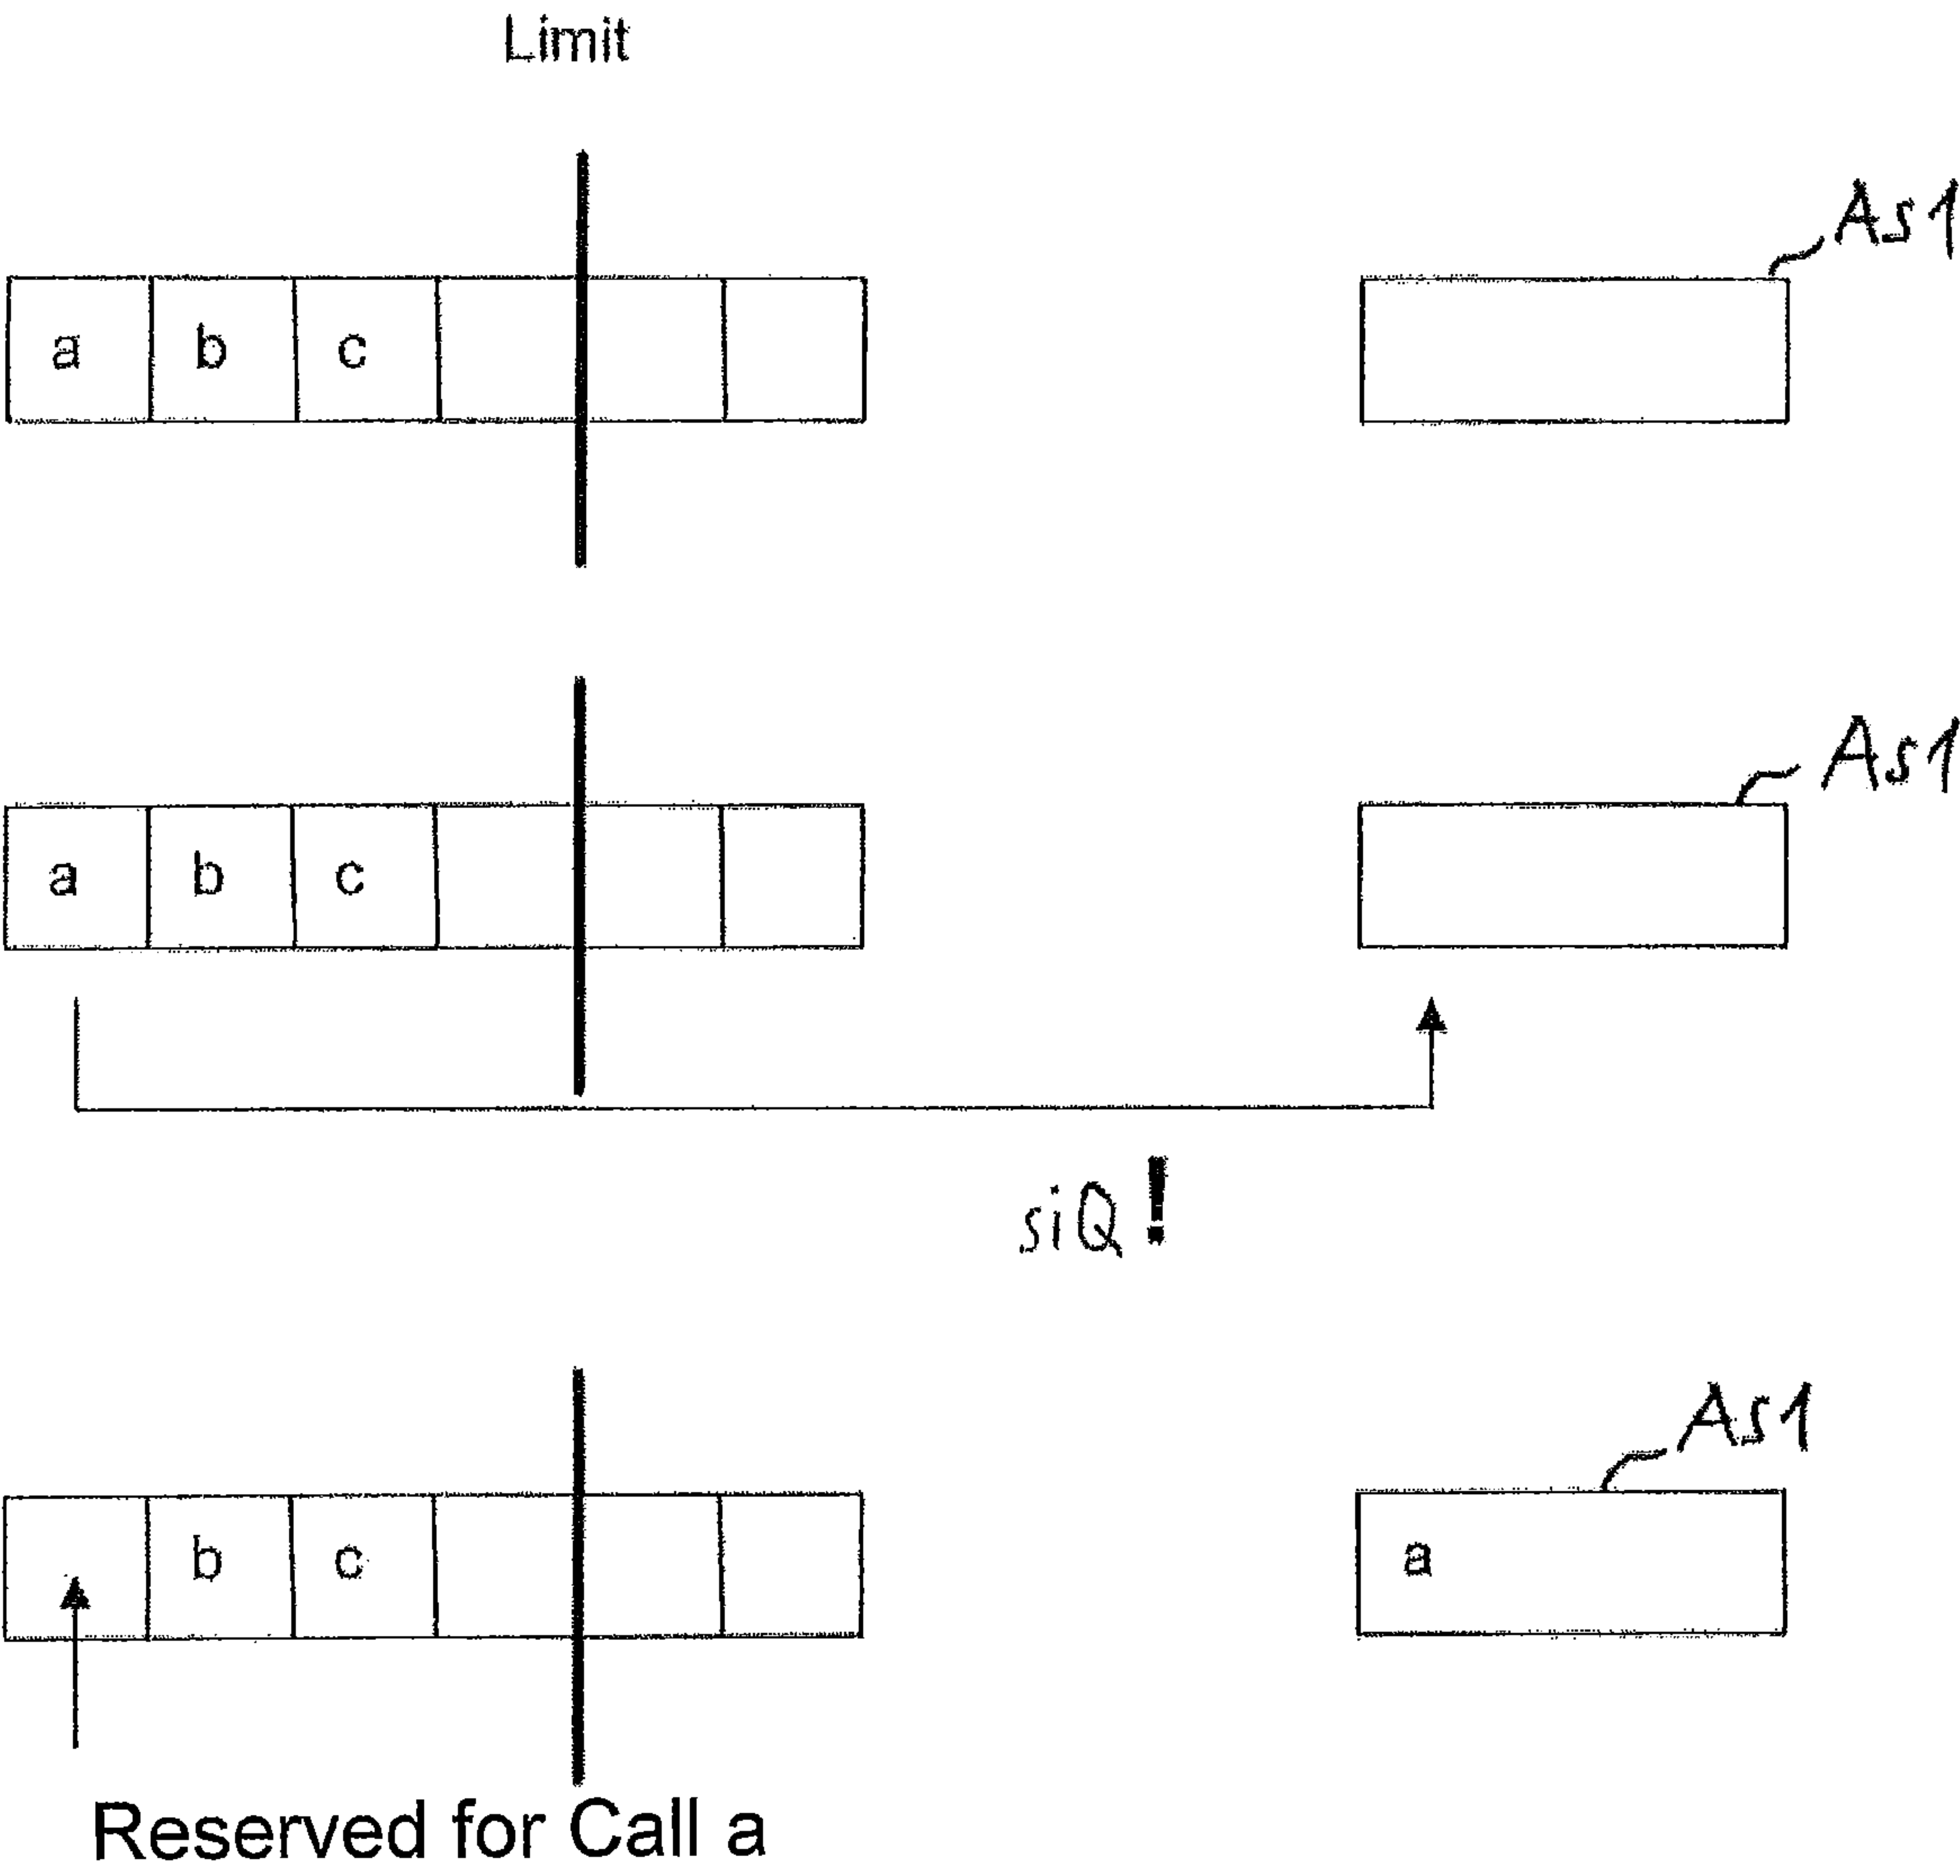 Limit
As1
a b c
As1
a b c
siQ!
As1
b c a
Reserved for Call a